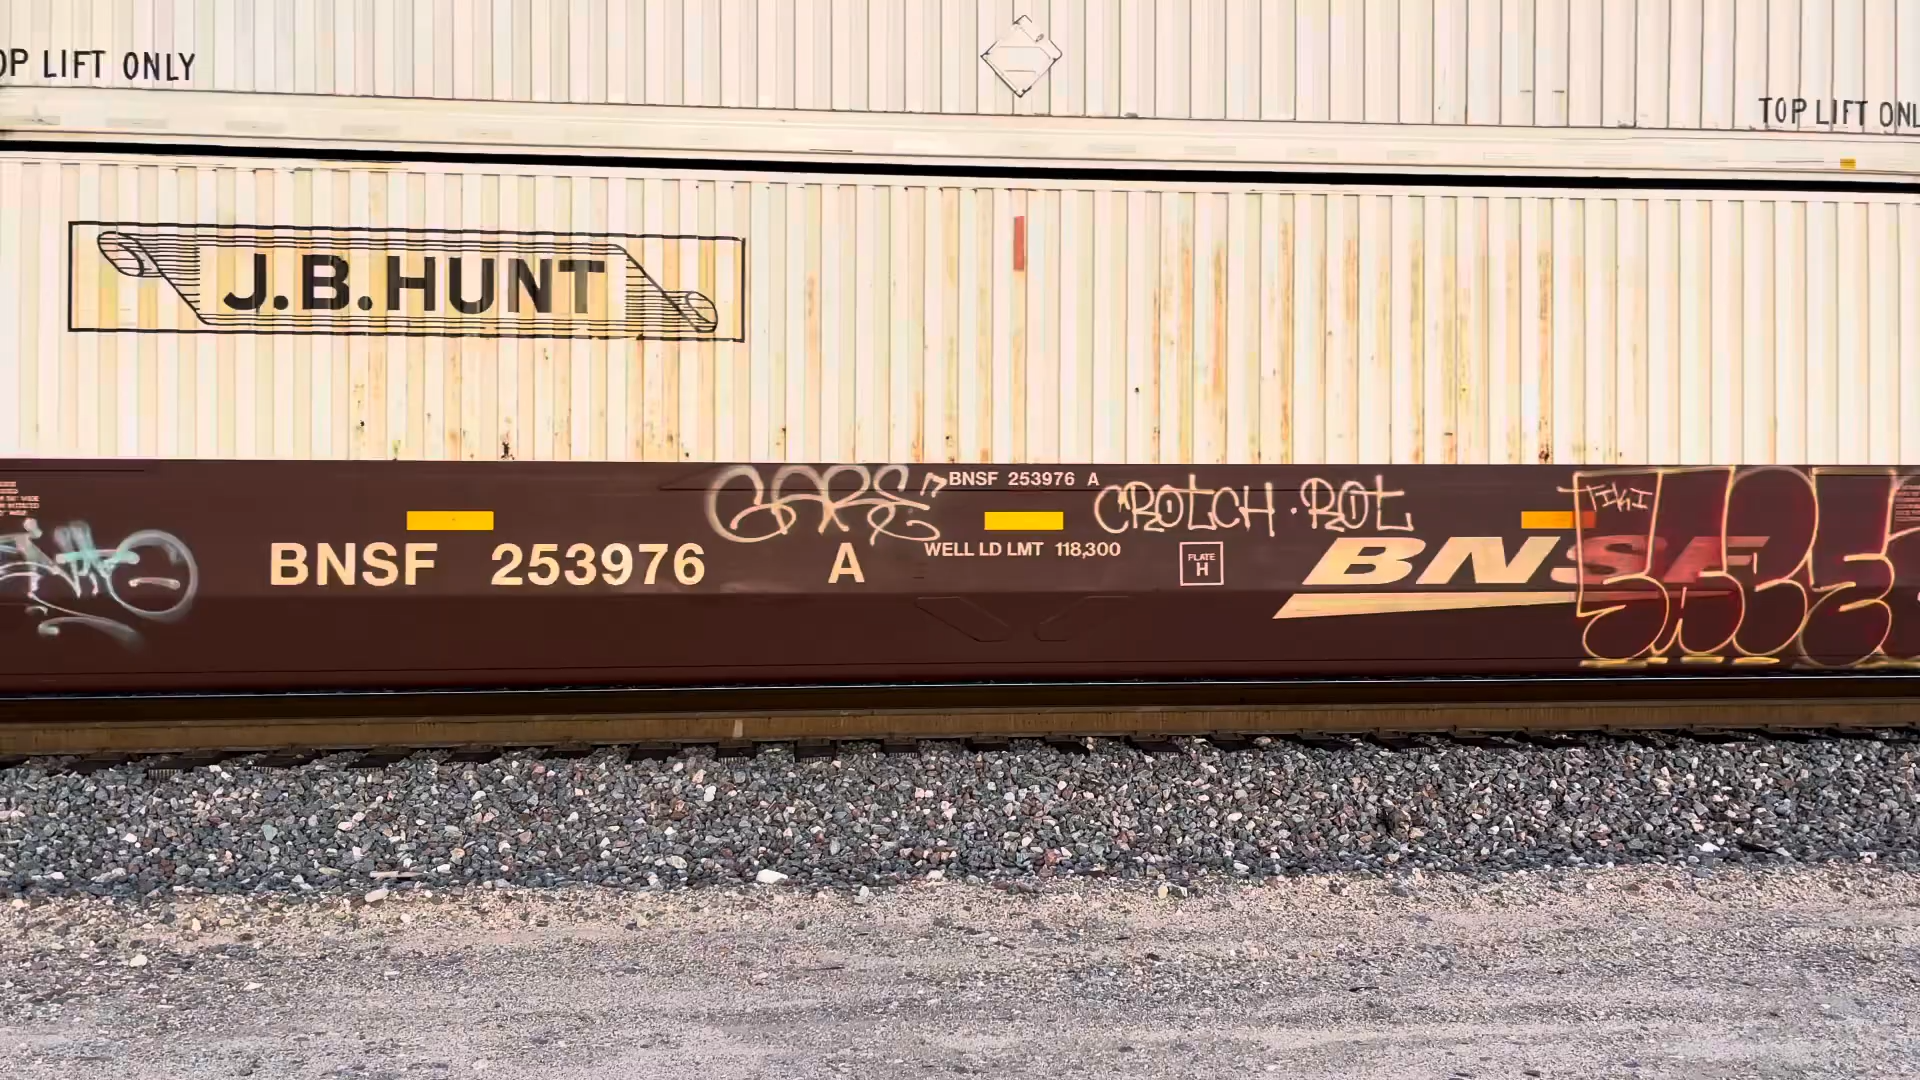 OP LIFT ONLY
TOP LIFT ONL
J.B. HUNT
BNSF 253976 A
CROTCH·ROT
TIKI
BNSF 253976 A
WELL LD LMT 118,300
PLATE
H
BNSF